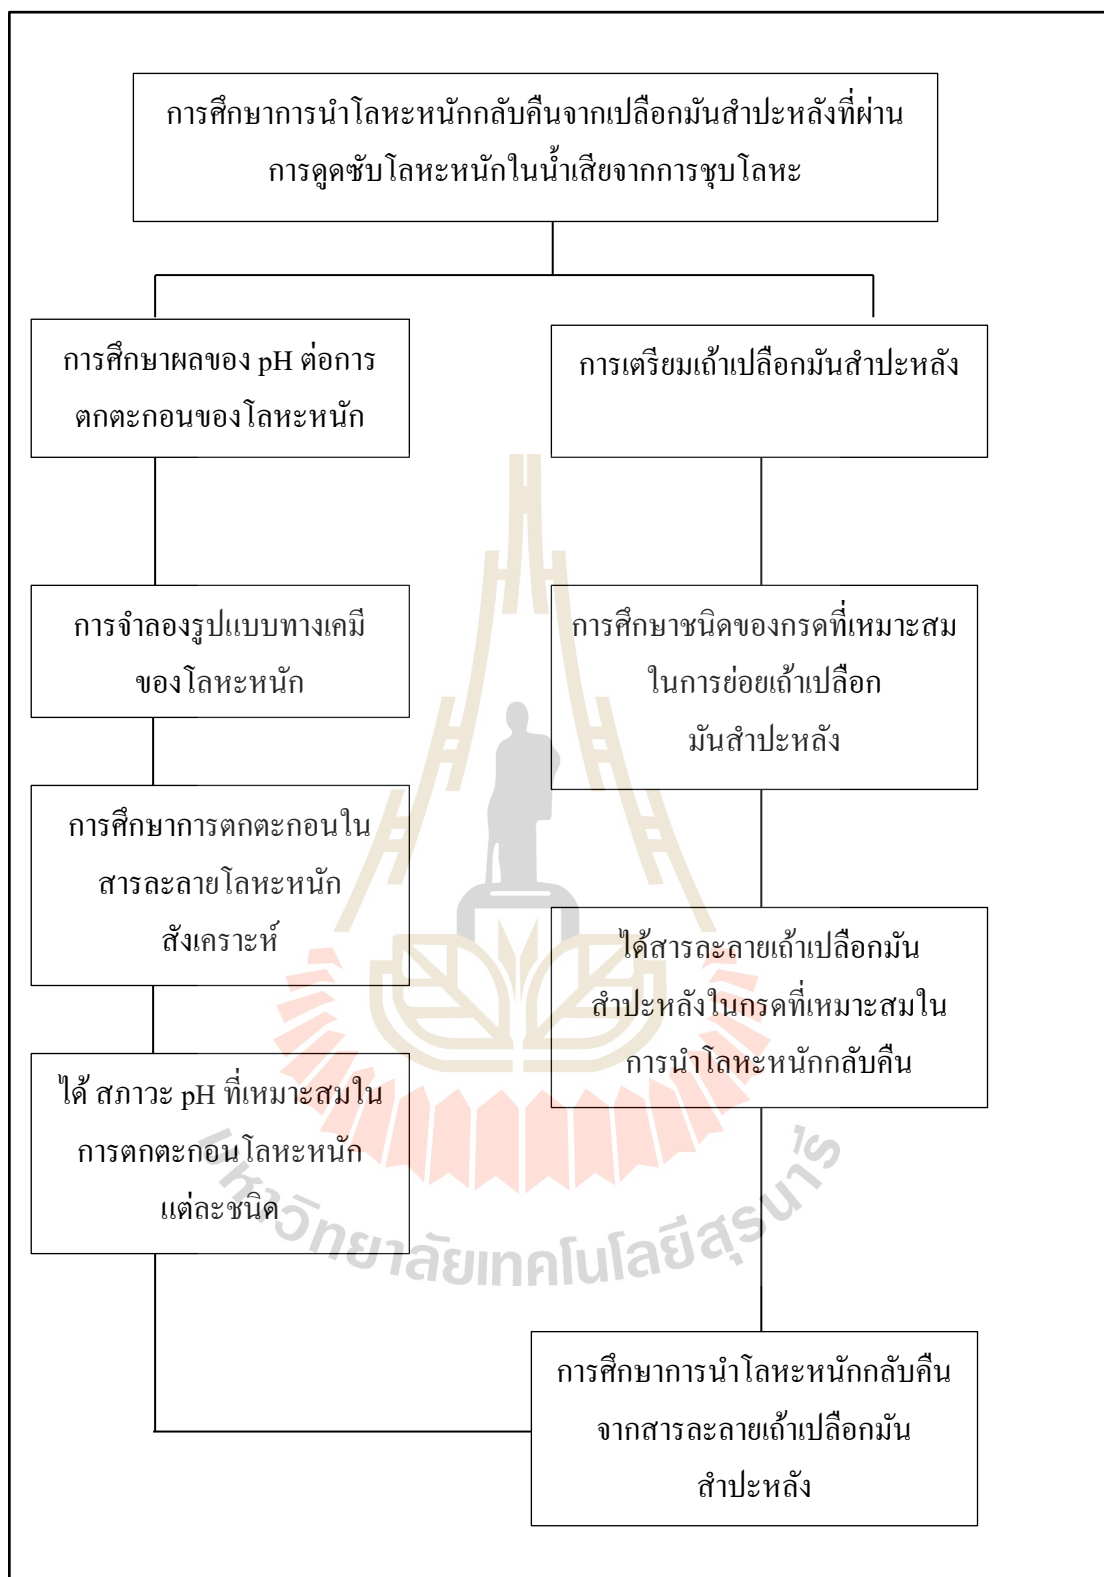 การศึกษาการนำโลหะหนักกลับคืนจากเปลือกมันสำปะหลังที่ผ่าน
การดูดซับโลหะหนักในน้ำเสียจากการชุบโลหะ
การศึกษาผลของ pH ต่อการ
ตกตะกอนของโลหะหนัก
การจำลองรูปแบบทางเคมี
ของโลหะหนัก
การศึกษาการตกตะกอนใน
สารละลายโลหะหนัก
สังเคราะห์
ได้ สภาวะ pH ที่เหมาะสมใน
การตกตะกอนโลหะหนัก
แต่ละชนิด
การเตรียมเถ้าเปลือกมันสำปะหลัง
การศึกษาชนิดของกรดที่เหมาะสม
ในการย่อยเถ้าเปลือก
มันสำปะหลัง
ได้สารละลายเถ้าเปลือกมัน
สำปะหลังในกรดที่เหมาะสมใน
การนำโลหะหนักกลับคืน
การศึกษาการนำโลหะหนักกลับคืน
จากสารละลายเถ้าเปลือกมัน
สำปะหลัง
มหาวิทยาลัยเทคโนโลยีสุรนารี